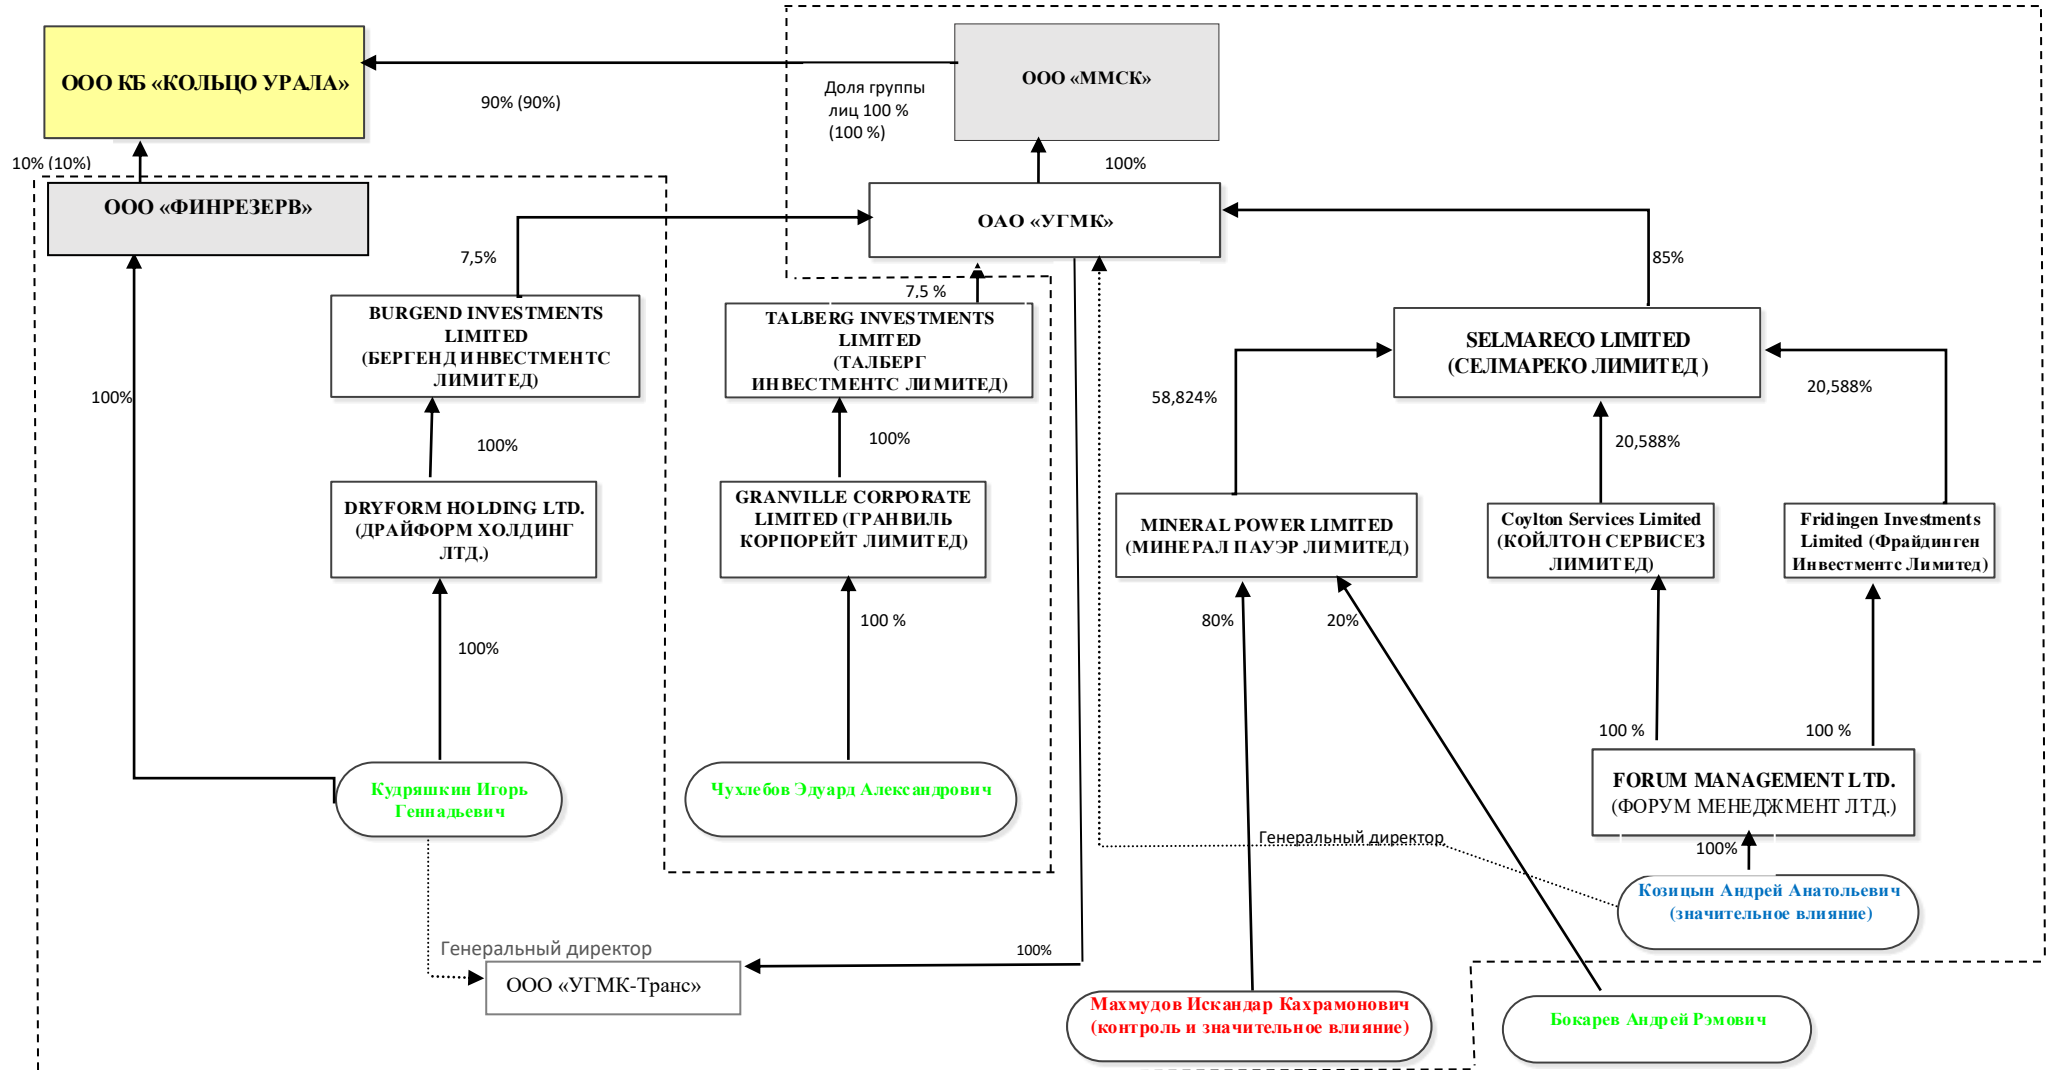 ООО КБ «КОЛЬЦО УРАЛА»
ООО «ММСК»
90% (90%)
Доля группы
лиц 100 %
(100 %)
10% (10%)
100%
ООО «ФИНРЕЗЕРВ»
ОАО «УГМК»
7,5%
7,5 %
85%
BURGEND INVESTMENTS
LIMITED
(БЕРГЕНД ИНВЕСТМЕНТС
ЛИМИТЕД)
TALBERG INVESTMENTS
LIMITED
(ТАЛБЕРГ
ИНВЕСТМЕНТС ЛИМИТЕД)
SELMARECO LIMITED
(СЕЛМАРЕКО ЛИМИТЕД )
100%
58,824%
20,588%
100%
100%
20,588%
DRYFORM HOLDING LTD.
(ДРАЙФОРМ ХОЛДИНГ
ЛТД.)
GRANVILLE CORPORATE
LIMITED (ГРАНВИЛЬ
КОРПОРЕЙТ ЛИМИТЕД)
MINERAL POWER LIMITED
(МИНЕРАЛ ПАУЭР ЛИМИТЕД)
Coylton Services Limited
(КОЙЛТОН СЕРВИСЕЗ
ЛИМИТЕД)
Fridingen Investments
Limited (Фрайдинген
Инвестментс Лимитед)
100%
100 %
80%
20%
100 %
100 %
Кудряшкин Игорь
Геннадьевич
Чухлебов Эдуард Александрович
FORUM MANAGEMENT LTD.
(ФОРУМ МЕНЕДЖМЕНТ ЛТД.)
Генеральный директор
100%
Козицын Андрей Анатольевич
(значительное влияние)
Генеральный директор
100%
ООО «УГМК-Транс»
Махмудов Искандар Кахрамонович
(контроль и значительное влияние)
Бокарев Андрей Рэмович